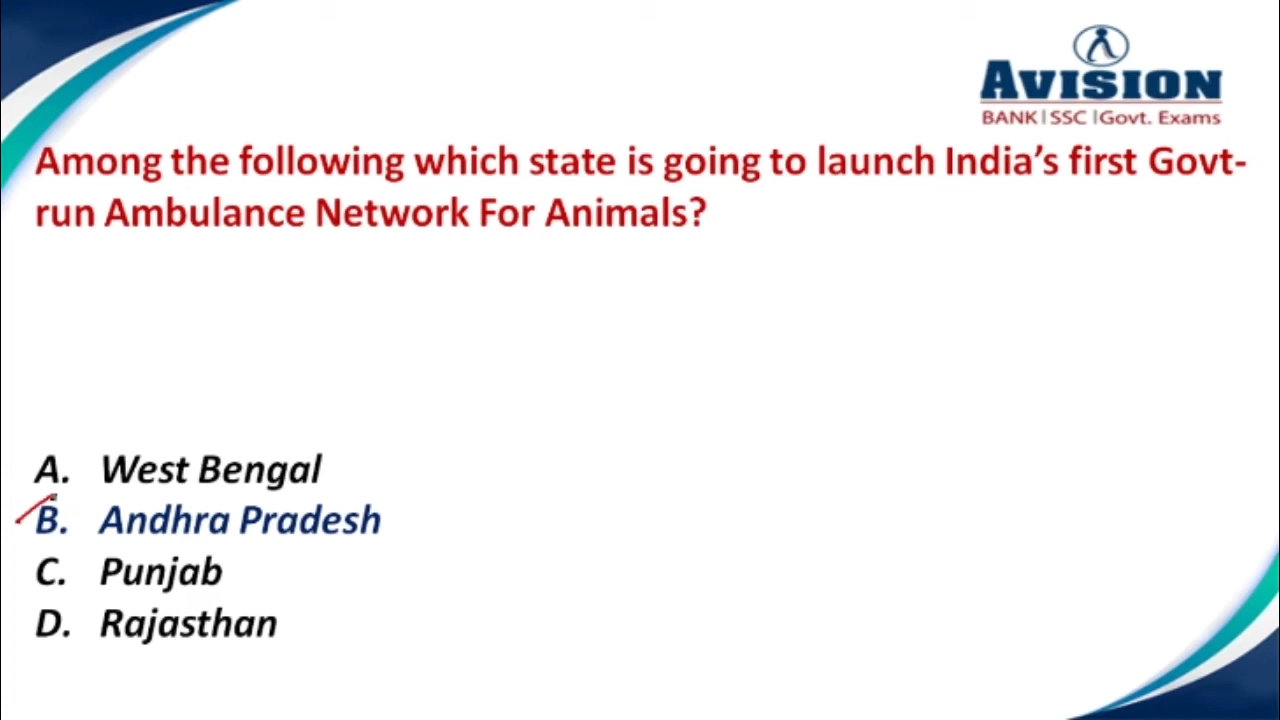 AVISION
BANK | SSC | Govt. Exams
Among the following which state is going to launch India’s first Govt-
run Ambulance Network For Animals?
A. West Bengal
B. Andhra Pradesh
C. Punjab
D. Rajasthan